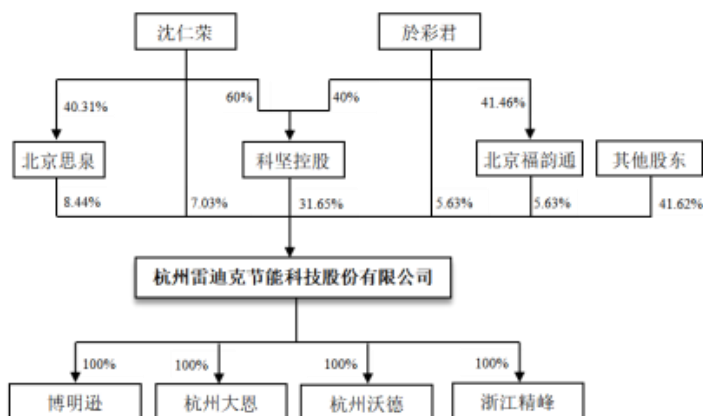 沈仁荣
於彩君
40.31%
60%
40%
41.46%
北京思泉
科坚控股
北京福韵通
其他股东
8.44%
7.03%
31.65%
5.63%
5.63%
41.62%
杭州雷迪克节能科技股份有限公司
100%
100%
100%
100%
博明逊
杭州大恩
杭州沃德
浙江精峰